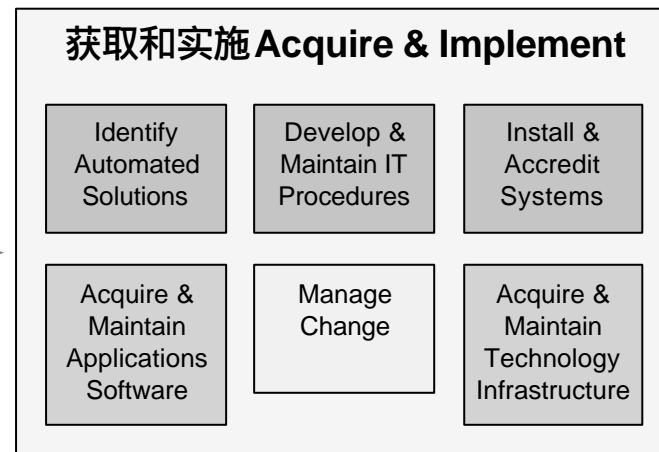 获取和实施Acquire & Implement
Identify
Automated
Solutions
Develop &
Maintain IT
Procedures
Install &
Accredit
Systems
Acquire &
Maintain
Applications
Software
Manage
Change
Acquire &
Maintain
Technology
Infrastructure